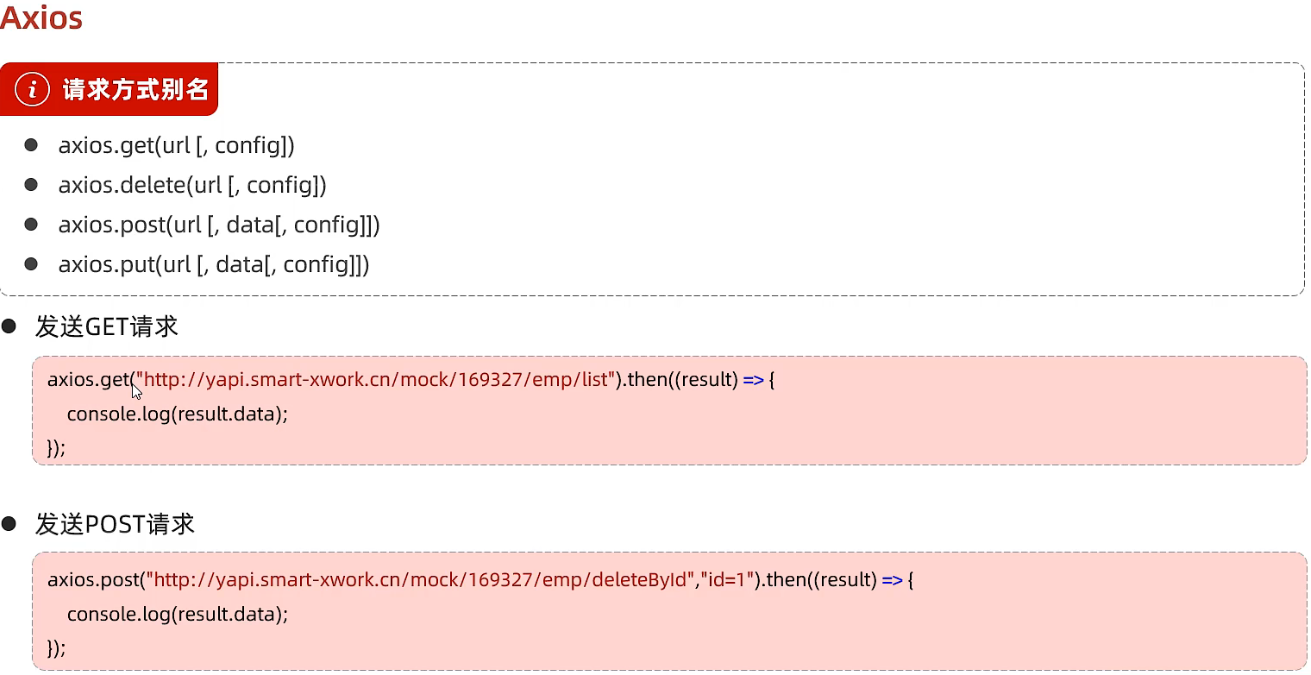 Axios
i 请求方式别名
● axios.get(url [, config])
● axios.delete(url [, config])
● axios.post(url [, data[, config]])
● axios.put(url [, data[, config]])
● 发送GET请求
axios.get("http://yapi.smart-xwork.cn/mock/169327/emp/list").then((result) => {
console.log(result.data);
});
● 发送POST请求
axios.post("http://yapi.smart-xwork.cn/mock/169327/emp/deleteById","id=1").then((result) => {
console.log(result.data);
});